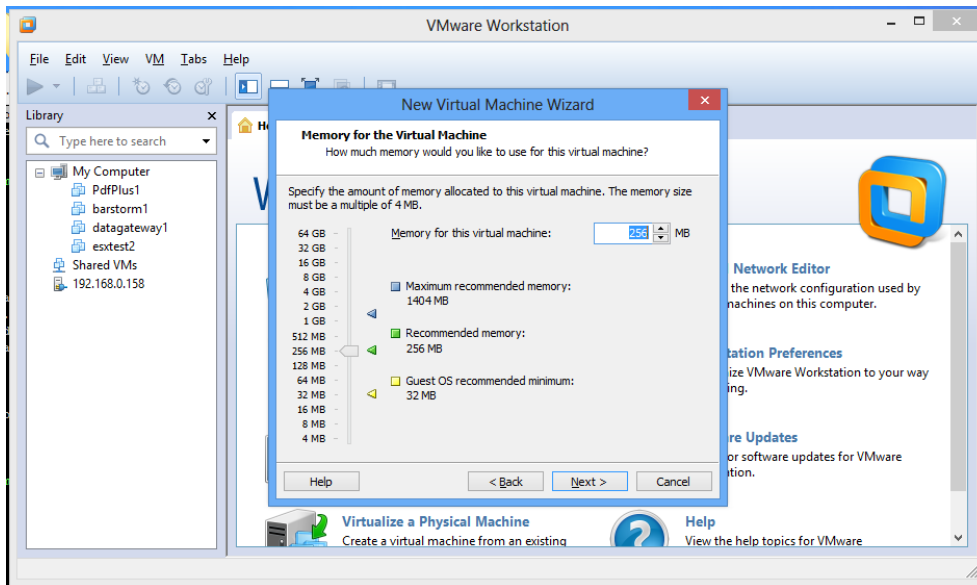 VMware Workstation
File Edit View VM Tabs Help
Library
Type here to search
My Computer
PdfPlus1
barstorm1
datagateway1
esxtest2
Shared VMs
192.168.0.158
New Virtual Machine Wizard
Memory for the Virtual Machine
How much memory would you like to use for this virtual machine?
Specify the amount of memory allocated to this virtual machine. The memory size
must be a multiple of 4 MB.
64 GB
32 GB
16 GB
8 GB
4 GB
2 GB
1 GB
512 MB
256 MB
128 MB
64 MB
32 MB
16 MB
8 MB
4 MB
Memory for this virtual machine: 256 MB
Maximum recommended memory:
1404 MB
Recommended memory:
256 MB
Guest OS recommended minimum:
32 MB
Help < Back Next > Cancel
Network Editor
the network configuration used by
machines on this computer.
Preferences
VMware Workstation to your way
Updates
software updates for VMware
Virtualize a Physical Machine
Create a virtual machine from an existing
Help
View the help topics for VMware